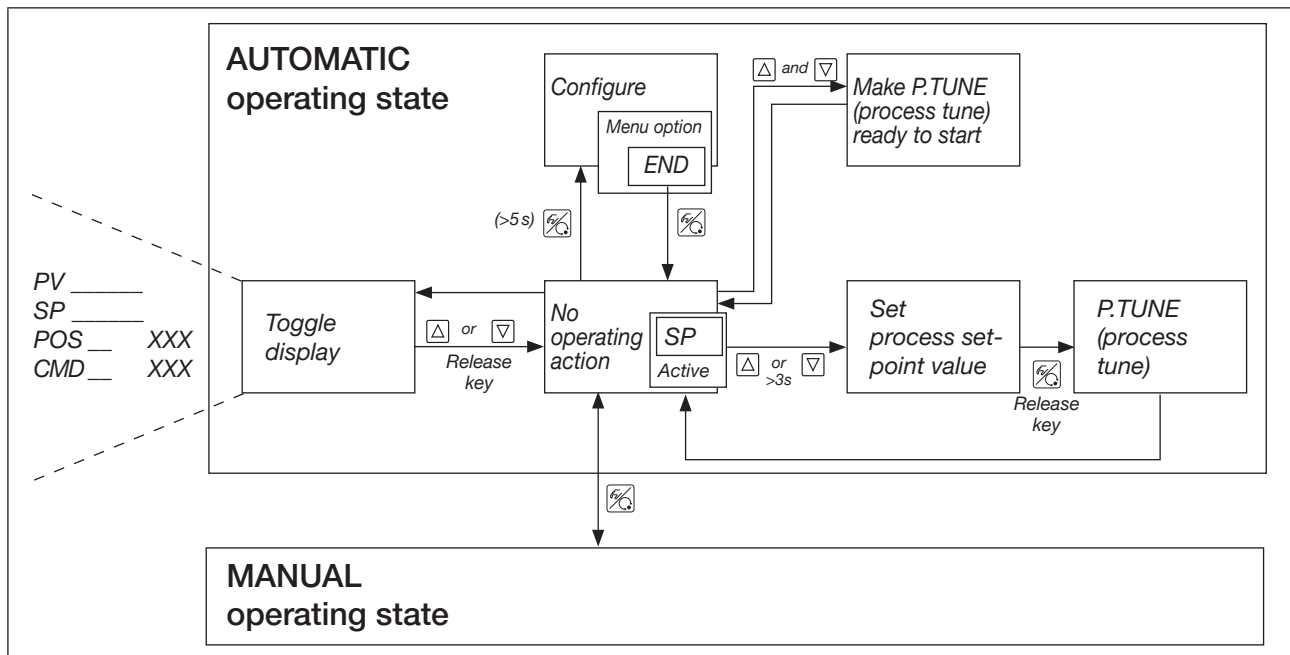 AUTOMATIC
operating state
Configure
Menu option
END
and
Make P.TUNE
(process tune)
ready to start
(>5 s)
PV ______
SP ______
POS __ XXX
CMD __ XXX
Toggle
display
or
Release
key
No
operating
action
SP
Active
or
>3s
Set
process set-
point value
Release
key
P.TUNE
(process
tune)
MANUAL
operating state